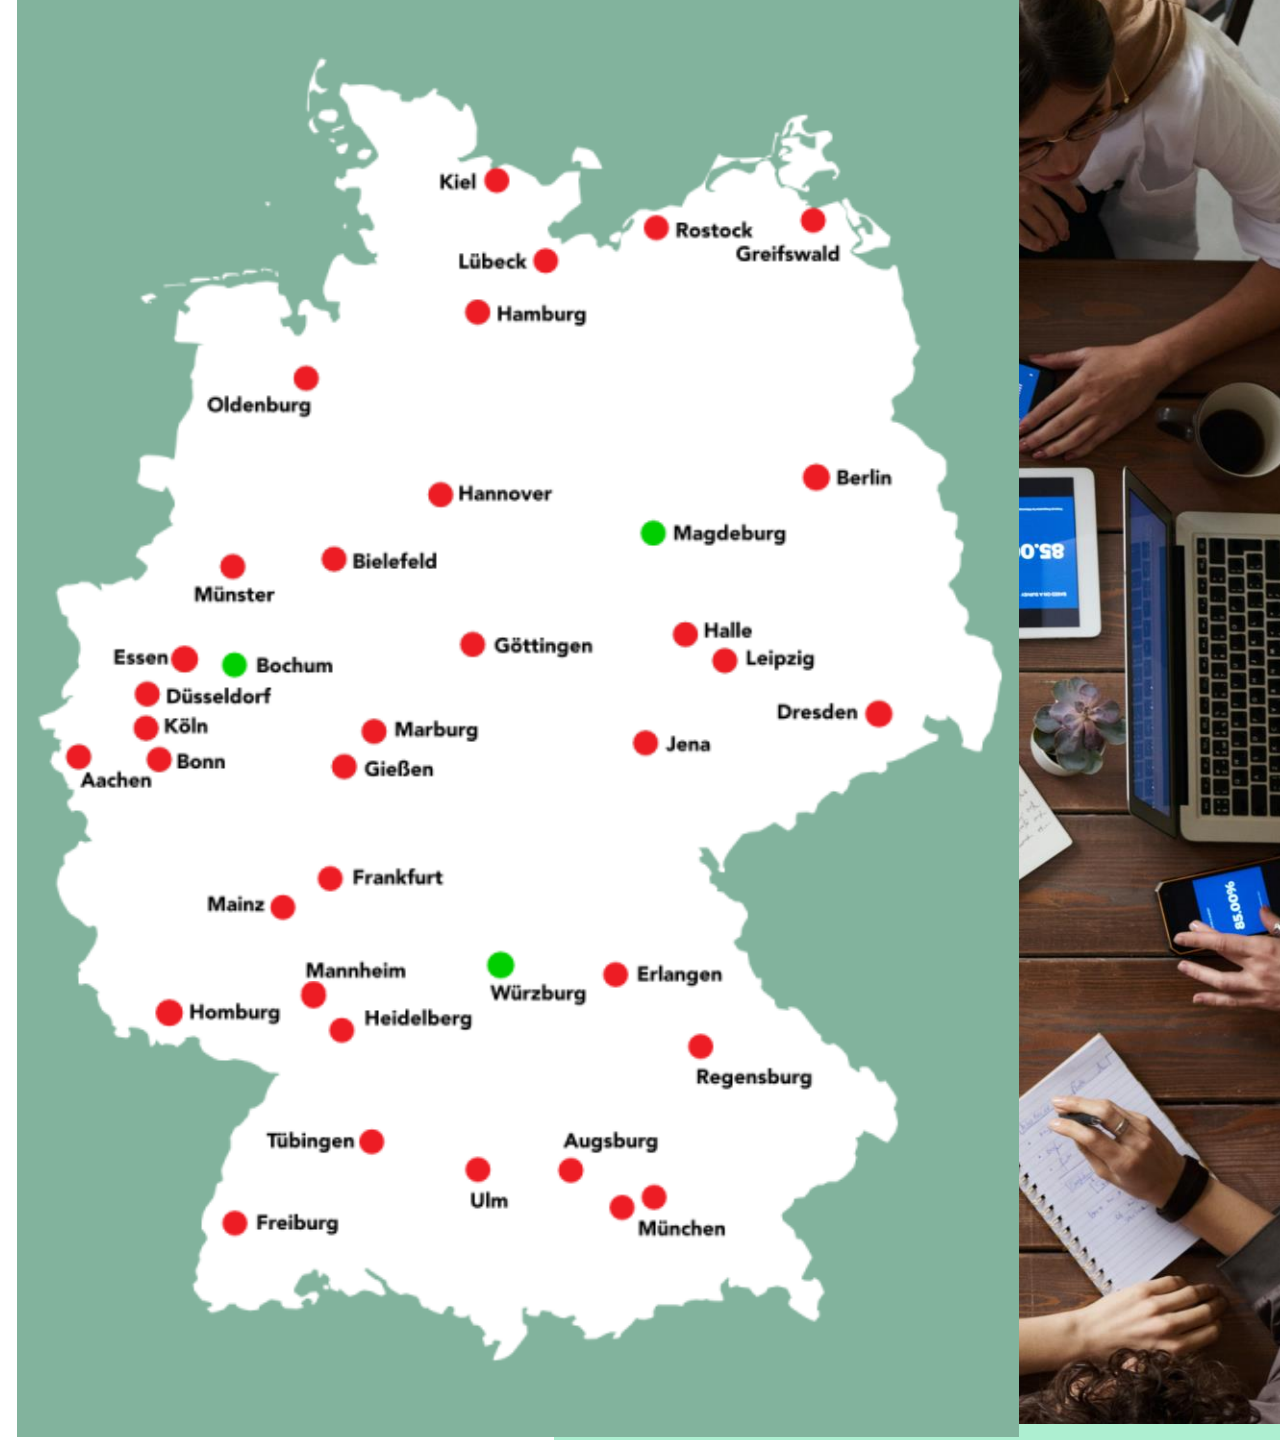 Kiel
Rostock
Greifswald
Lübeck
Hamburg
Oldenburg
Hannover
Berlin
Magdeburg
Bielefeld
Münster
Halle
Göttingen
Essen
Bochum
Leipzig
Düsseldorf
Dresden
Köln
Marburg
Jena
Bonn
Gießen
Aachen
Frankfurt
Mainz
Mannheim
Erlangen
Würzburg
Homburg
Heidelberg
Regensburg
Tübingen
Augsburg
Ulm
Freiburg
München
85.0
85.00%